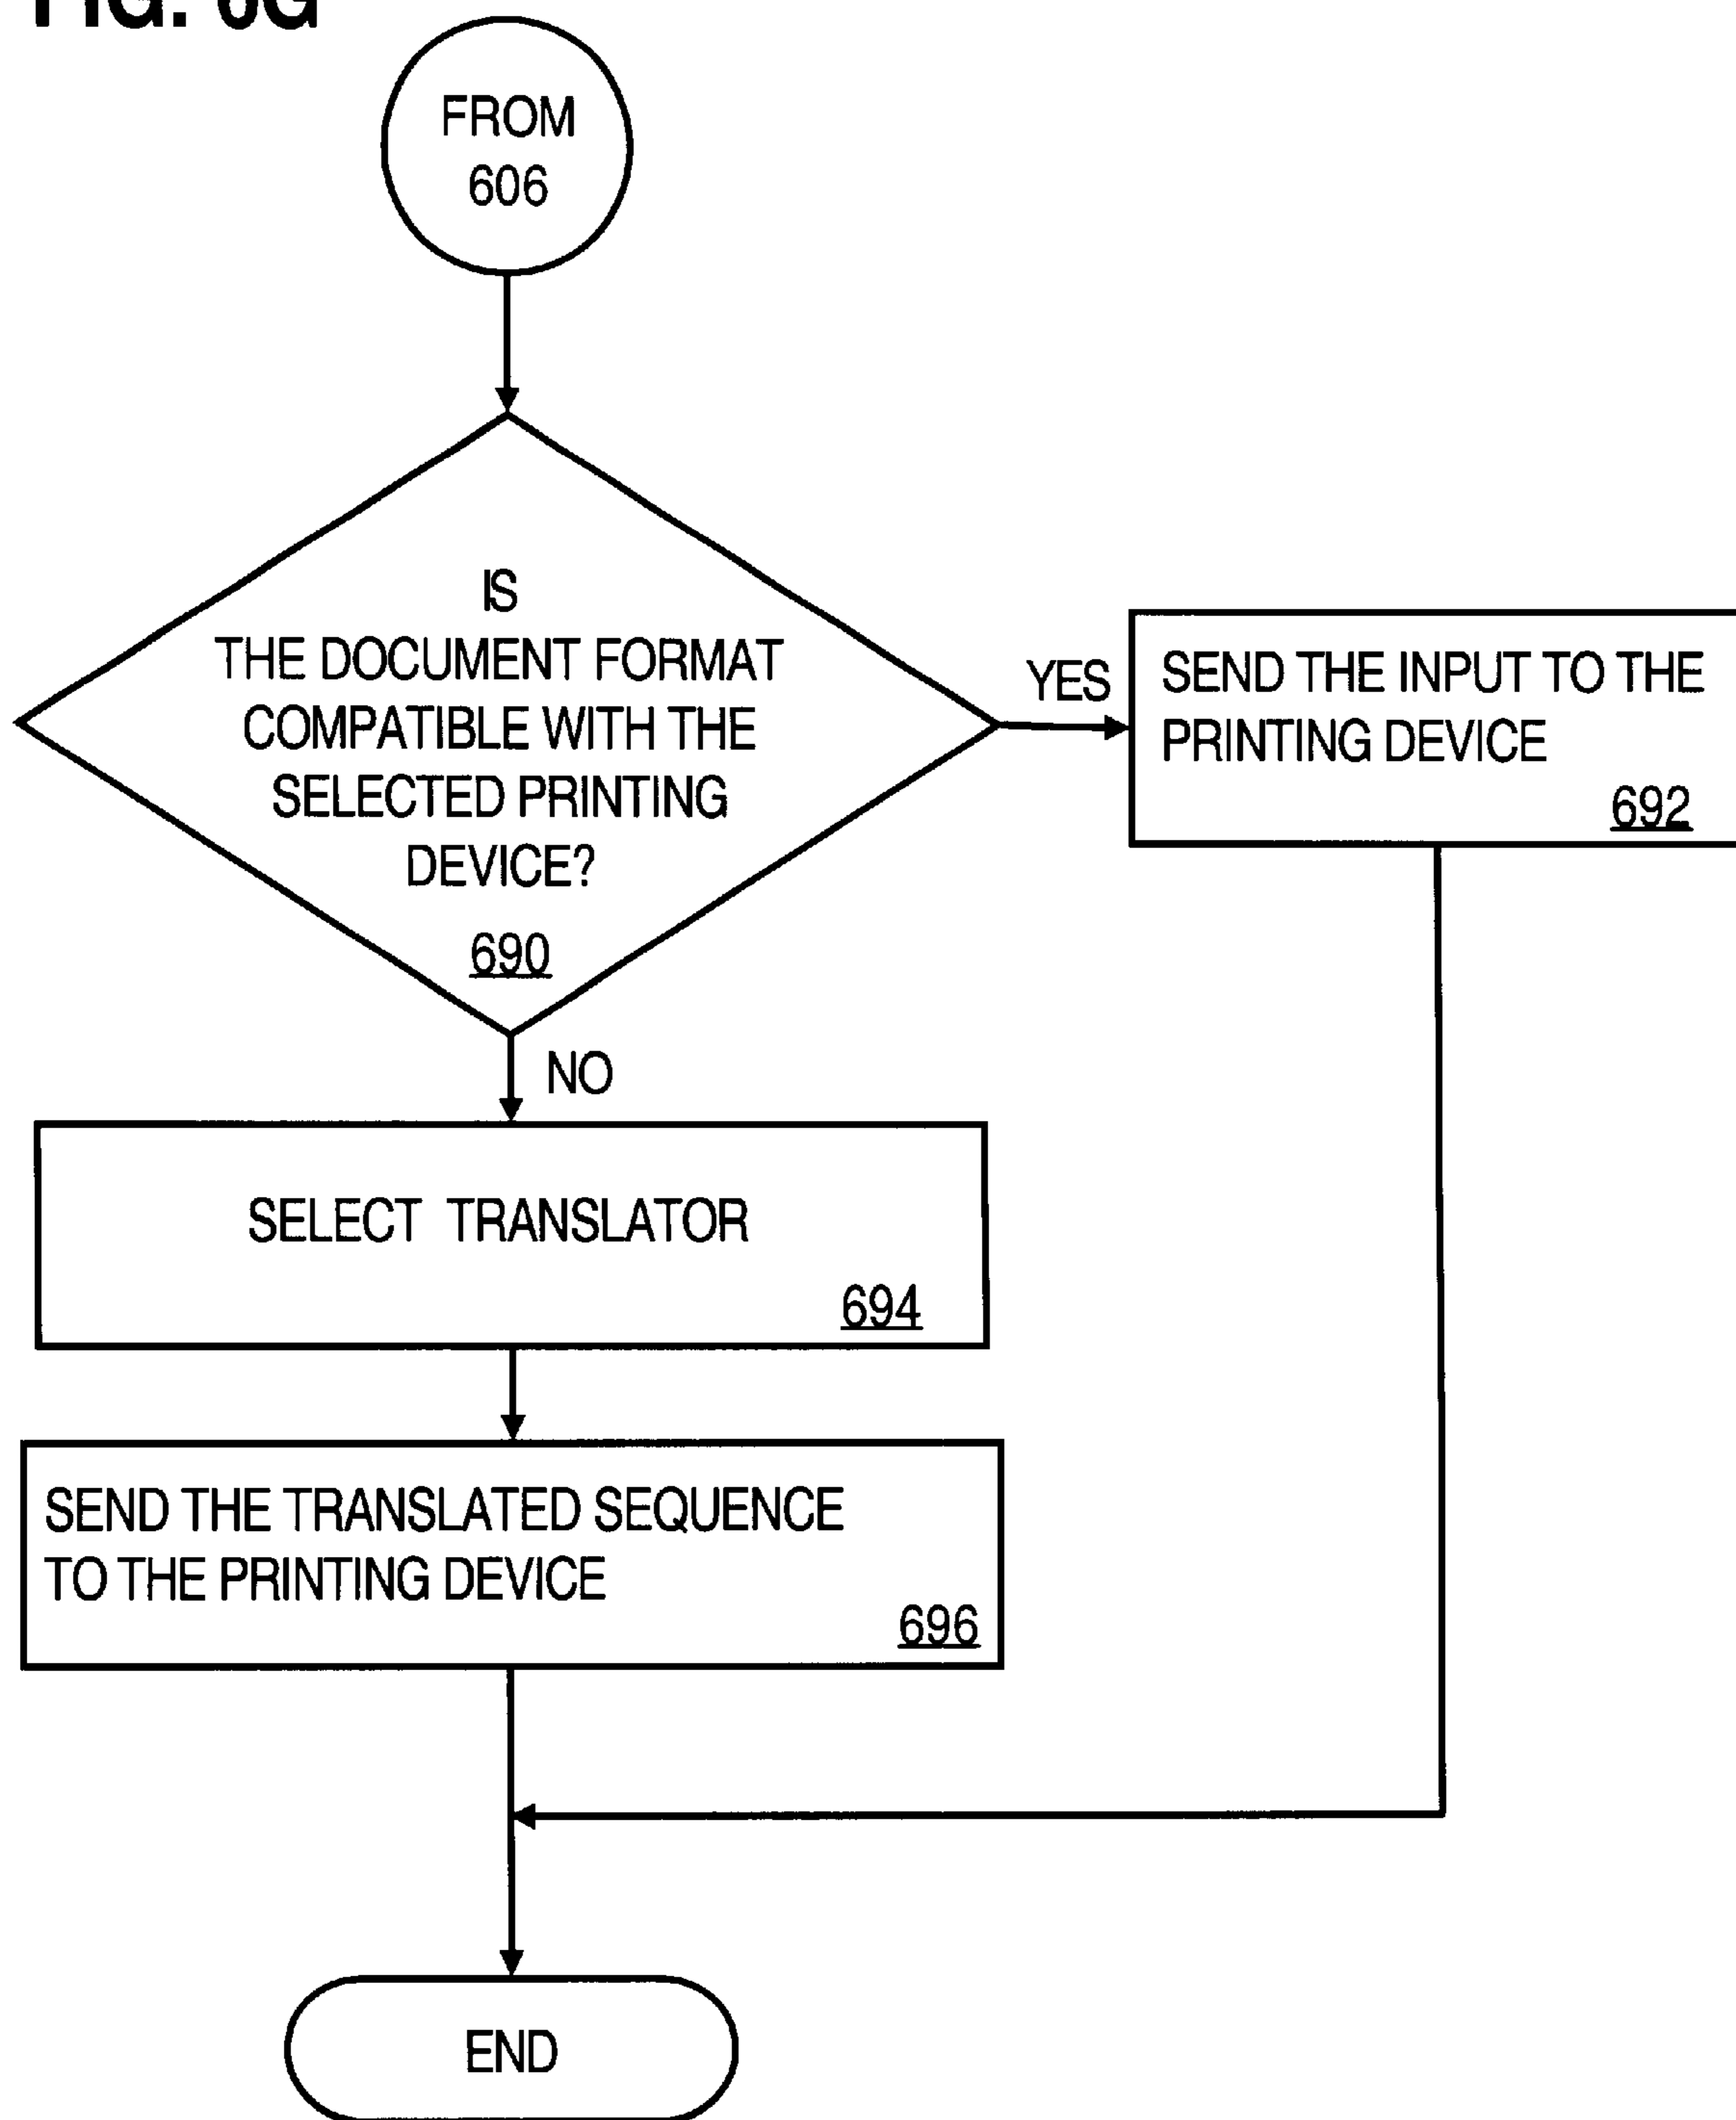 FROM
606
IS
THE DOCUMENT FORMAT
COMPATIBLE WITH THE
SELECTED PRINTING
DEVICE?
690
YES
SEND THE INPUT TO THE
PRINTING DEVICE
692
NO
SELECT TRANSLATOR
694
SEND THE TRANSLATED SEQUENCE
TO THE PRINTING DEVICE
696
END